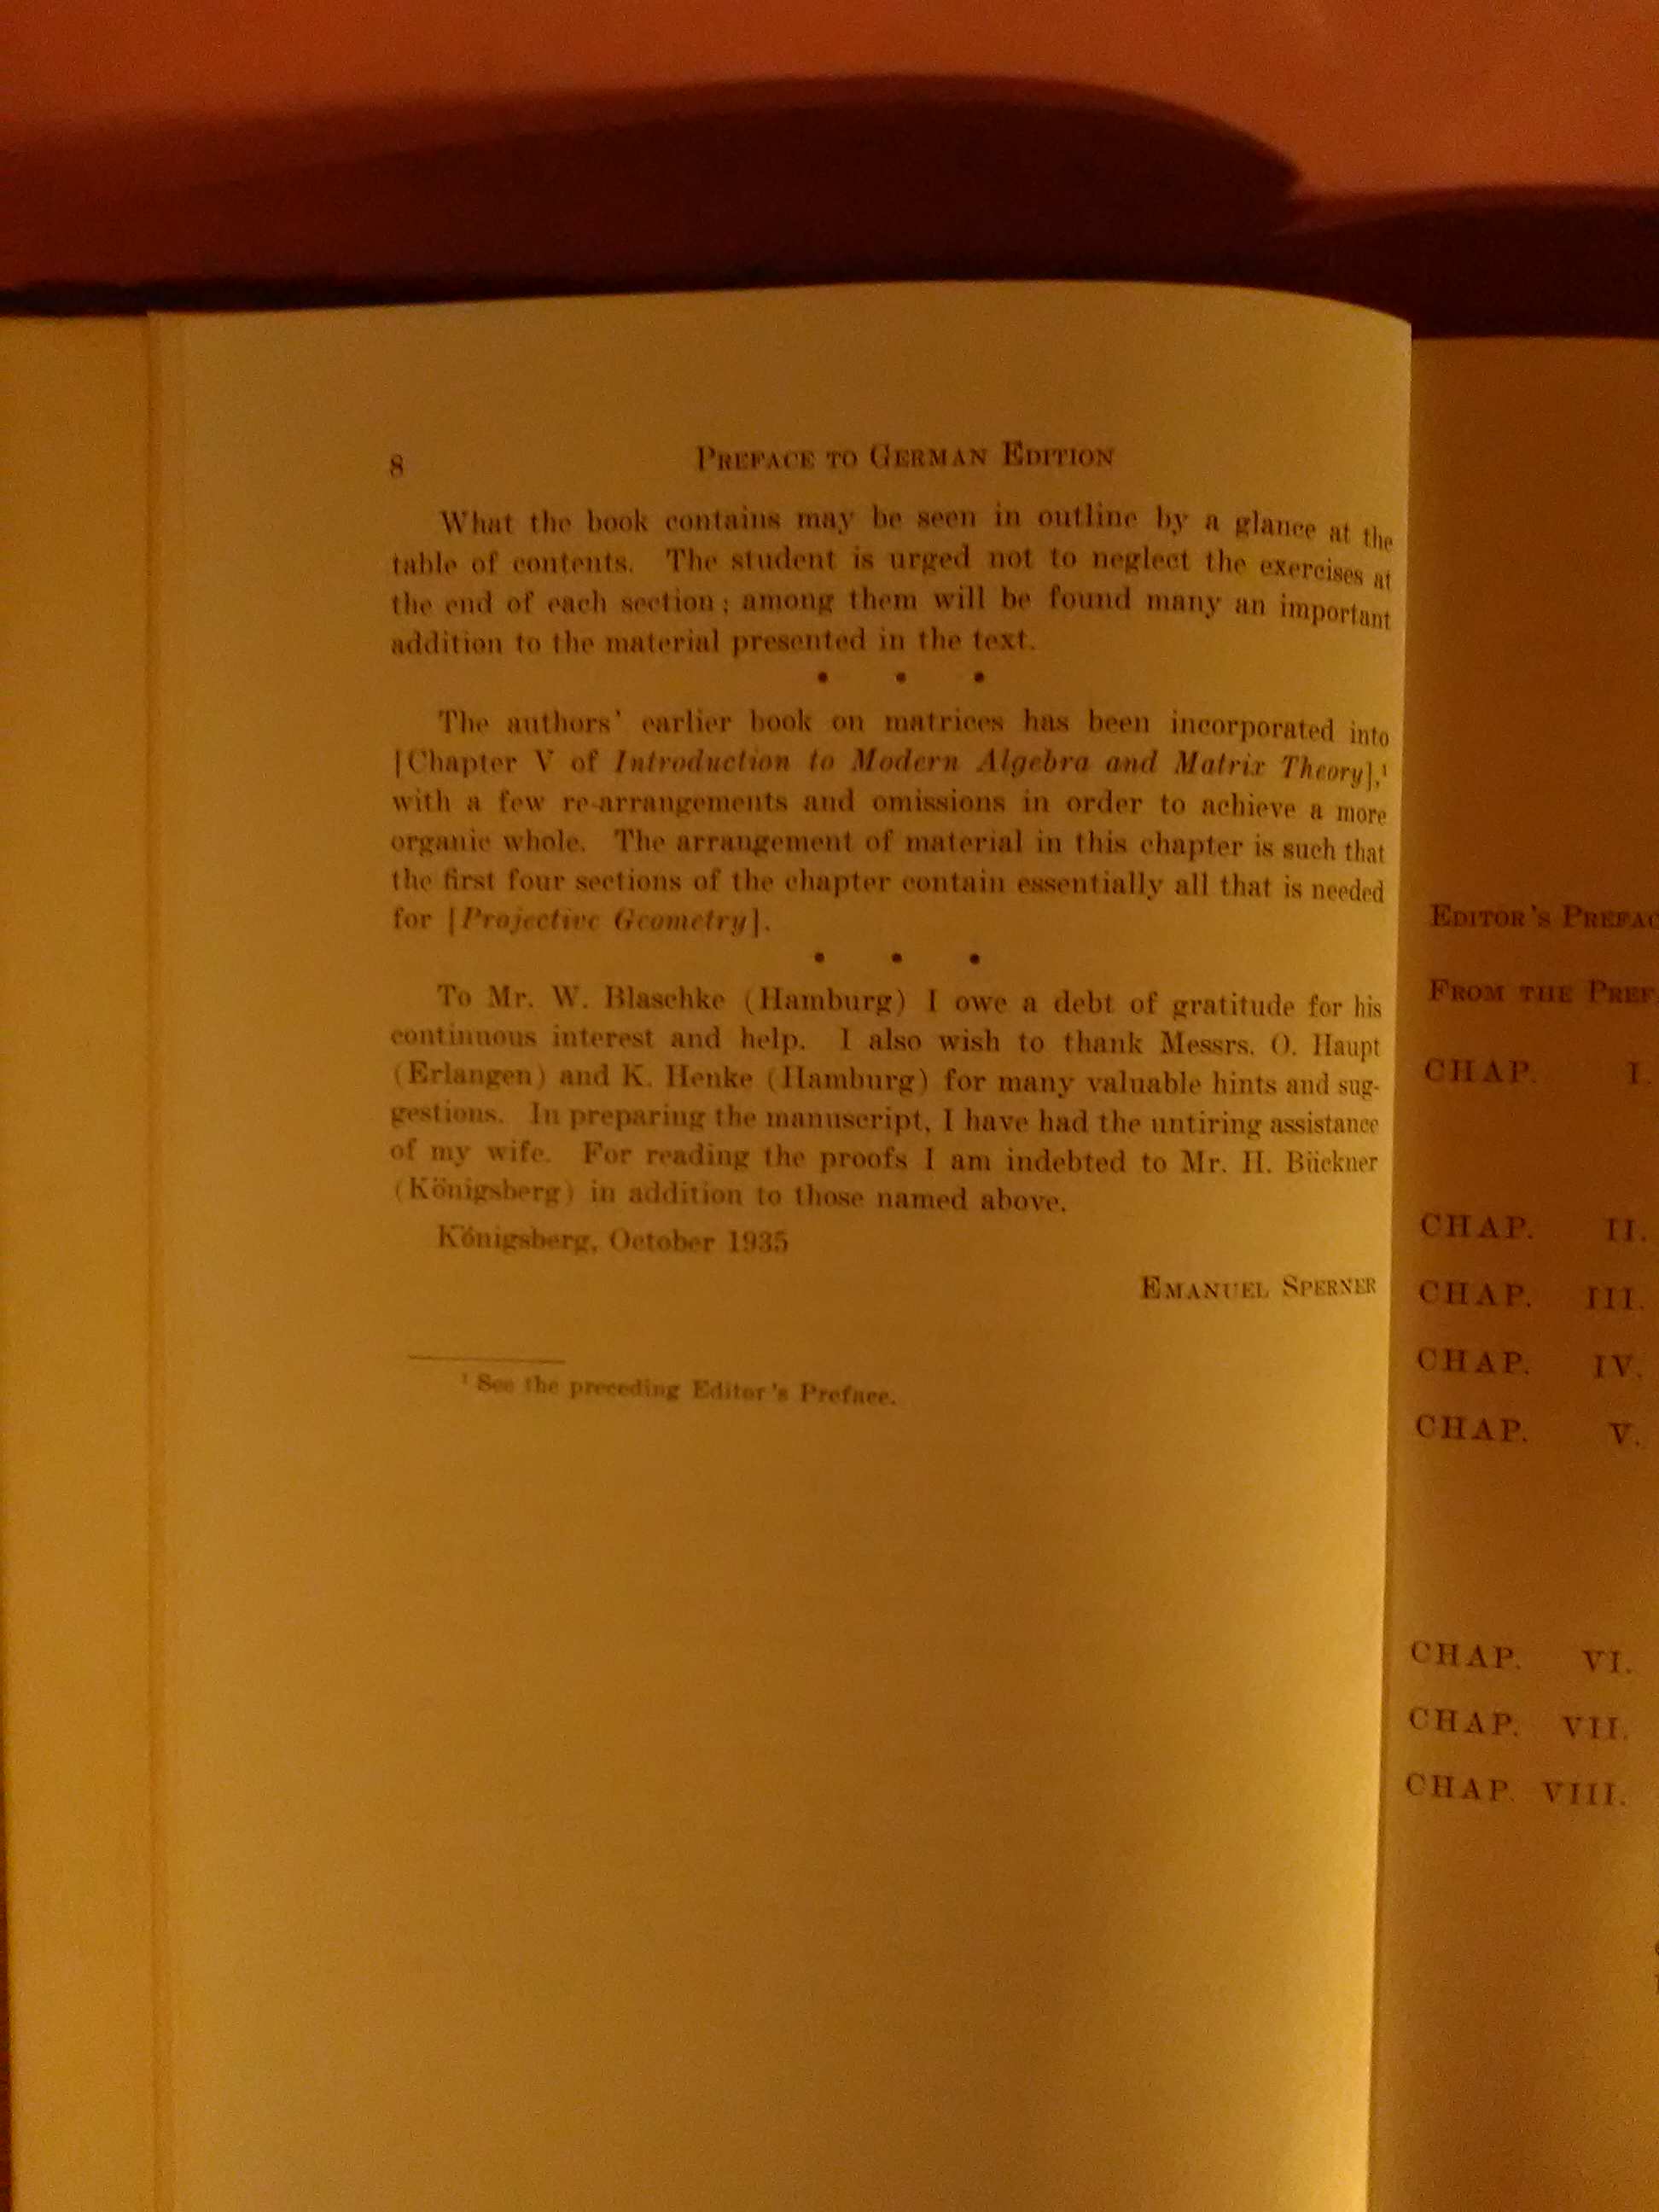 8 PREFACE TO GERMAN EDITION
What the book contains may be seen in outline by a glance at the
table of contents. The student is urged not to neglect the exercises at
the end of each section; among them will be found many an important
addition to the material presented in the text.
• • •
The authors' earlier book on matrices has been incorporated into
[Chapter V of Introduction to Modern Algebra and Matrix Theory],¹
with a few re-arrangements and omissions in order to achieve a more
organic whole. The arrangement of material in this chapter is such that
the first four sections of the chapter contain essentially all that is needed
for [Projective Geometry].
• • •
To Mr. W. Blaschke (Hamburg) I owe a debt of gratitude for his
continuous interest and help. I also wish to thank Messrs. O. Haupt
(Erlangen) and K. Henke (Hamburg) for many valuable hints and sug-
gestions. In preparing the manuscript, I have had the untiring assistance
of my wife. For reading the proofs I am indebted to Mr. H. Bückner
(Königsberg) in addition to those named above.
Königsberg, October 1935
EMANUEL SPERNER
¹ See the preceding Editor's Preface.
EDITOR'S PREFAC
FROM THE PREF
CHAP. I.
CHAP. II.
CHAP. III.
CHAP. IV.
CHAP. V.
CHAP. VI.
CHAP. VII.
CHAP. VIII.